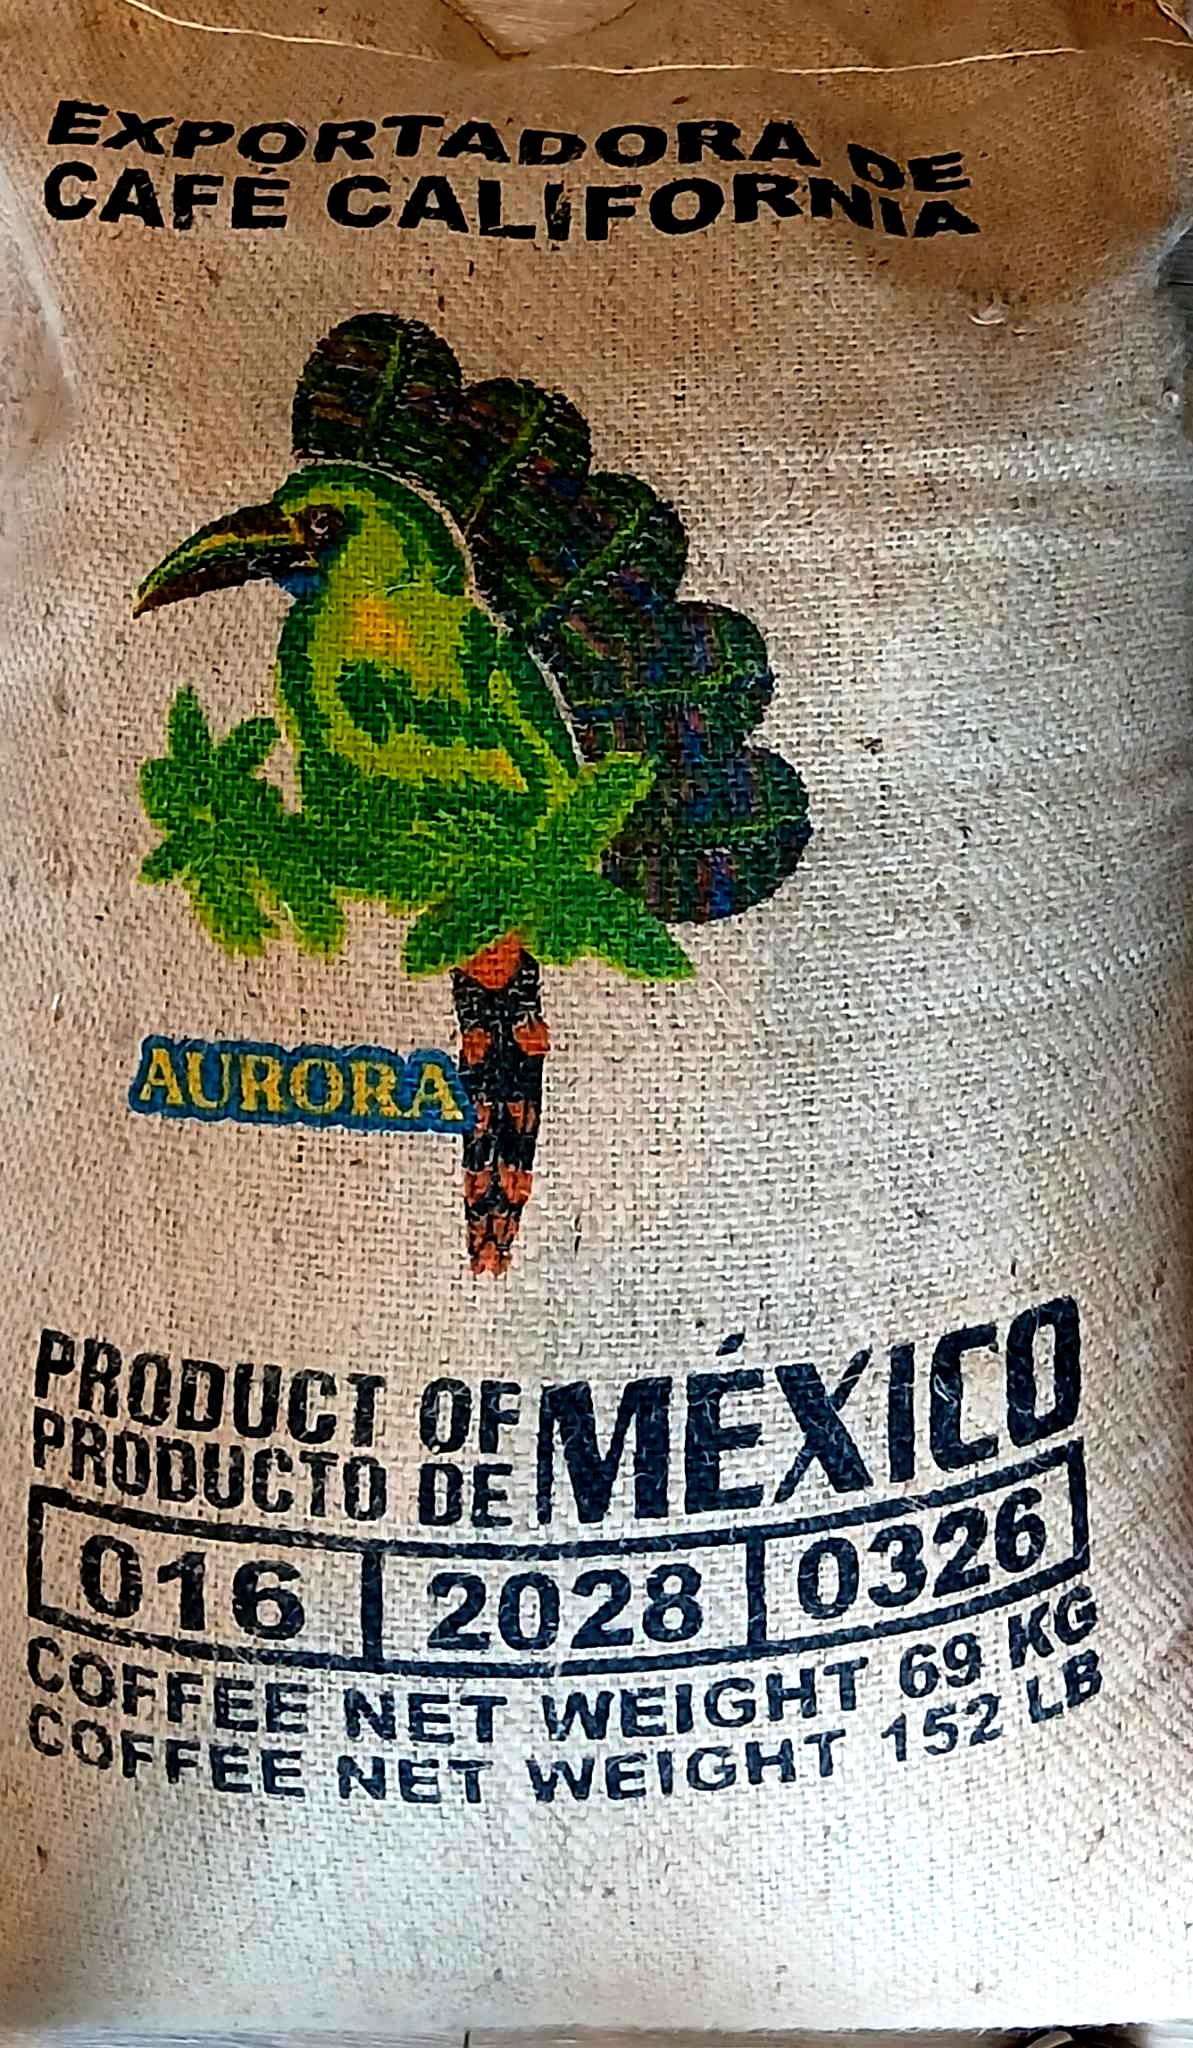 EXPORTADORA DE
CAFÉ CALIFORNIA
AURORA
PRODUCT OF MÉXICO
PRODUCTO DE
016 2028 0326
COFFEE NET WEIGHT 69 KG
COFFEE NET WEIGHT 152 LB